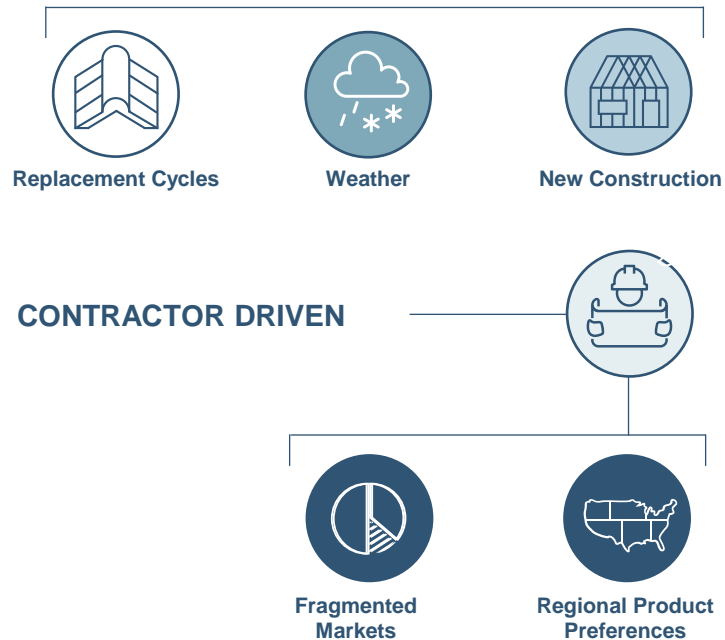 Replacement Cycles
Weather
New Construction
CONTRACTOR DRIVEN
Fragmented
Markets
Regional Product
Preferences